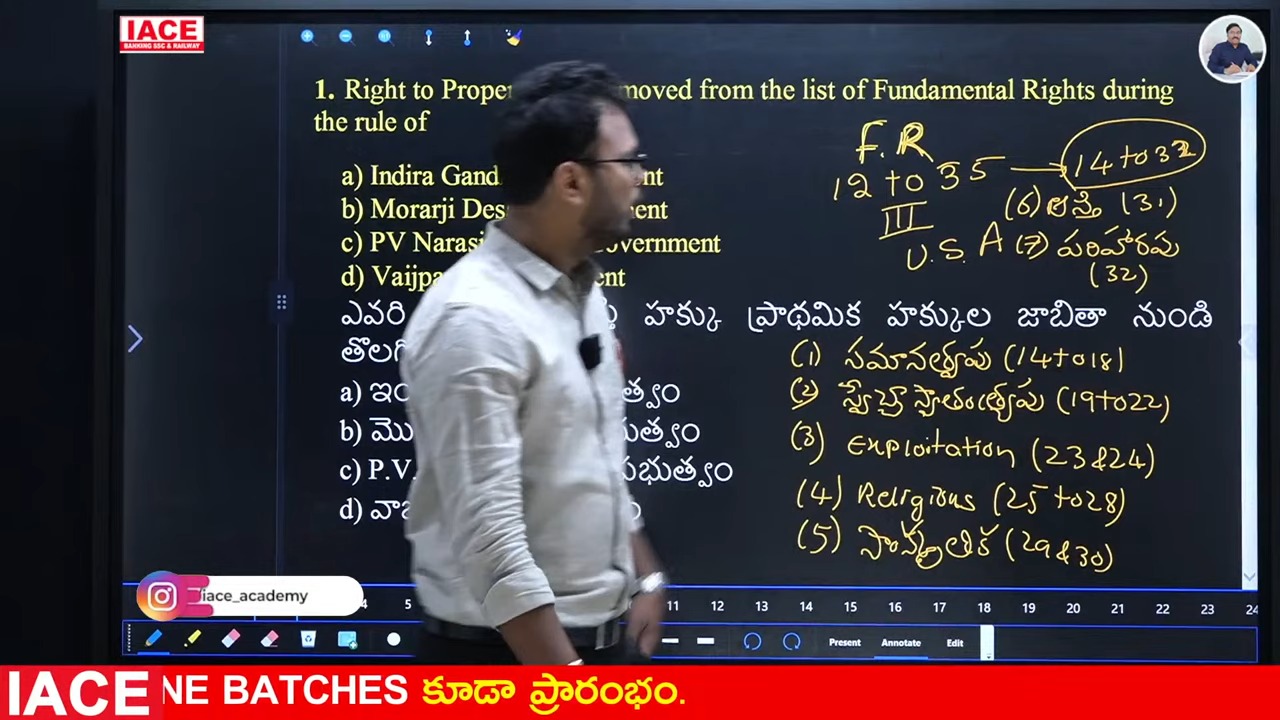 IACE
BANKING SSC & RAILWAY
1. Right to Proper moved from the list of Fundamental Rights during
the rule of
F.R
12 to 35 → 14 to 32
III
(6) ఆస్తి (31)
U.S.A (7) పరిహారపు
(32)
a) Indira Gand nt
b) Morarji Des ment
c) PV Narasi overnment
d) Vaijpa ent
ఎవరి హక్కు ప్రాథమిక హక్కుల జాబితా నుండి
తొలగి
a) ఇం త్వం
b) మొ త్వం
c) P.V. భుత్వం
d) వాజ
(1) సమానత్వపు (14 to 18)
(2) స్వేచ్ఛా స్వాతంత్ర్యపు (19 to 22)
(3) Exploitation (23 & 24)
(4) Religious (25 to 28)
(5) సాంస్కృతిక (29 & 30)
iace_academy
4 5 11 12 13 14 15 16 17 18 19 20 21 22 23 24
Present Annotate Edit
IACE NE BATCHES కూడా ప్రారంభం.